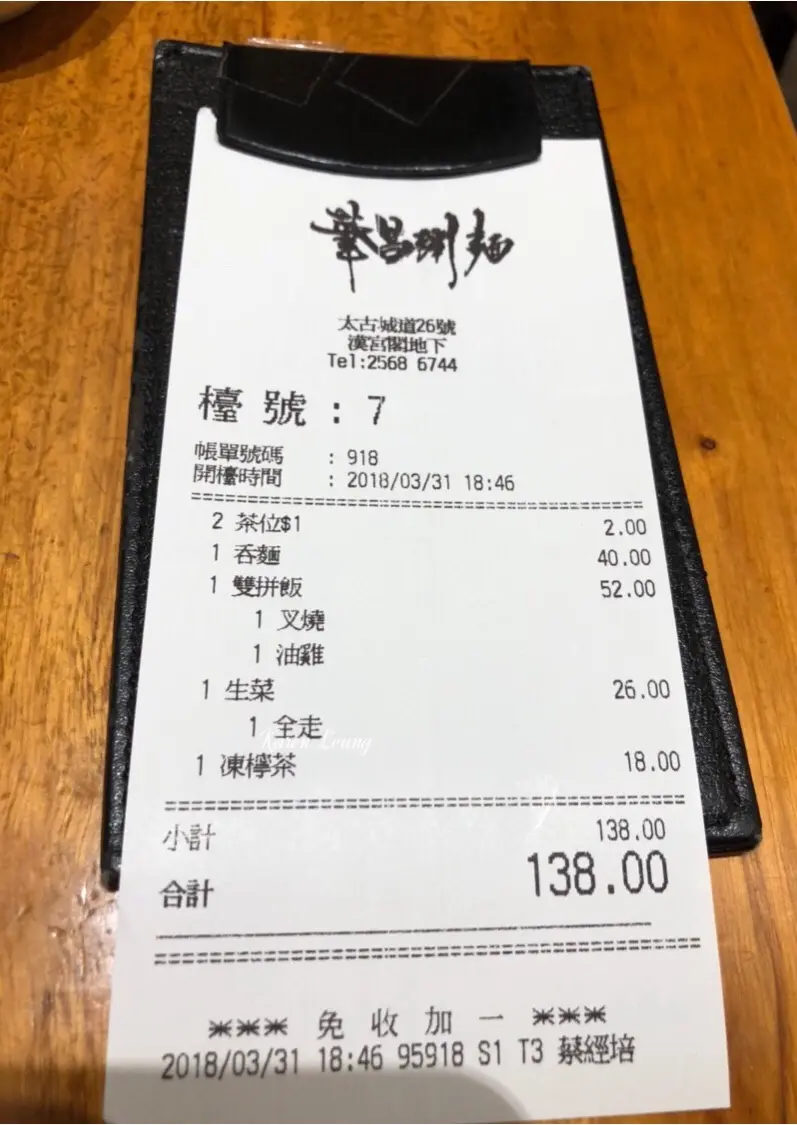 華昌粥麵
太古城道26號
漢宮閣地下
Tel:2568 6744
檯號:7
帳單號碼 : 918
開檯時間 : 2018/03/31 18:46
2 茶位$1 2.00
1 吞麵 40.00
1 雙拼飯 52.00
1 叉燒
1 油雞
1 生菜 26.00
1 全走
Karen Leung
1 凍檸茶 18.00
小計 138.00
合計 138.00
*** 免收加一 ***
2018/03/31 18:46 95918 S1 T3 蔡經培